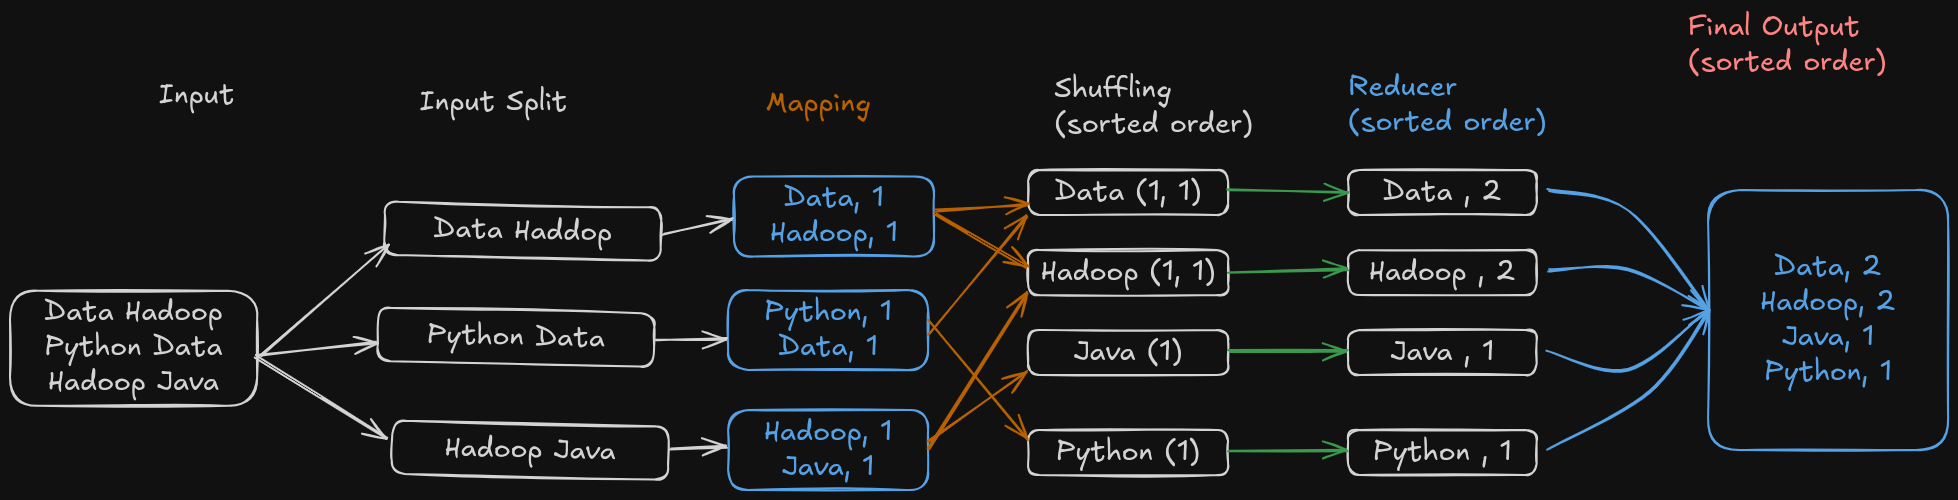 Input
Input Split
Mapping
Shuffling
(sorted order)
Reducer
(sorted order)
Final Output
(sorted order)
Data Hadoop
Python Data
Hadoop Java
Data Haddop
Python Data
Hadoop Java
Data, 1
Hadoop, 1
Python, 1
Data, 1
Hadoop, 1
Java, 1
Data (1, 1)
Hadoop (1, 1)
Java (1)
Python (1)
Data , 2
Hadoop , 2
Java , 1
Python , 1
Data, 2
Hadoop, 2
Java, 1
Python, 1